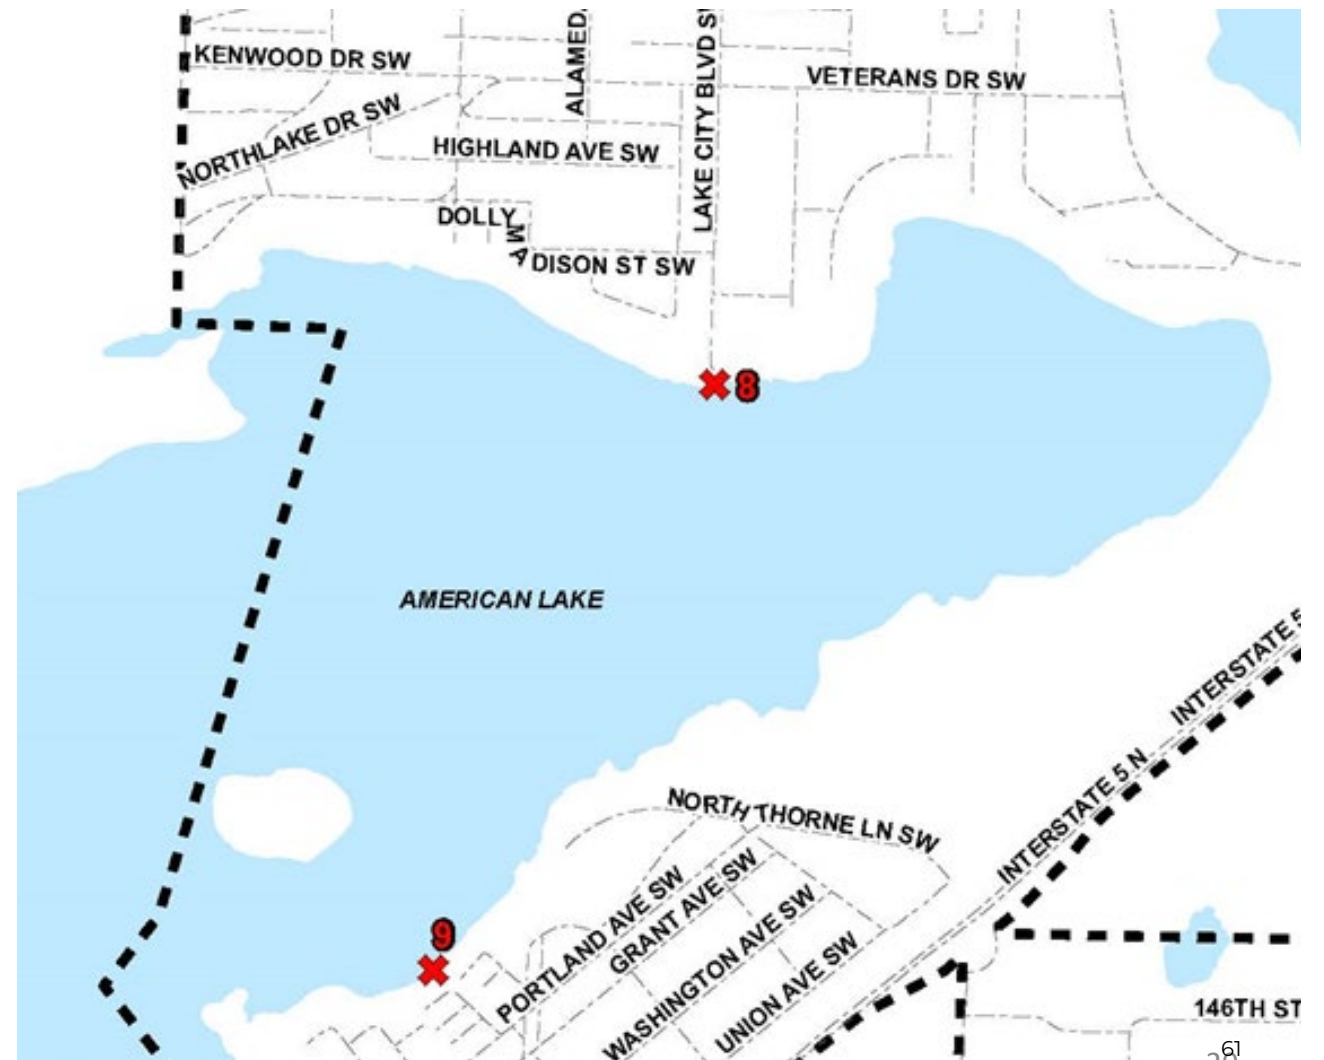 ALAMED
LAKE CITY BLVD S
KENWOOD DR SW
VETERANS DR SW
NORTHLAKE DR SW
HIGHLAND AVE SW
DOLLY
MADISON ST SW
8
AMERICAN LAKE
INTERSTATE 5
INTERSTATE 5 N
NORTH THORNE LN SW
9
PORTLAND AVE SW
GRANT AVE SW
WASHINGTON AVE SW
UNION AVE SW
146TH ST
61